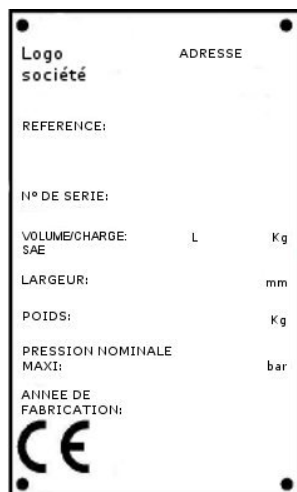 Logo ADRESSE
société
REFERENCE:
Nº DE SERIE:
VOLUME/CHARGE: L Kg
SAE
LARGEUR: mm
POIDS: Kg
PRESSION NOMINALE
MAXI: bar
ANNEE DE
FABRICATION:
CE